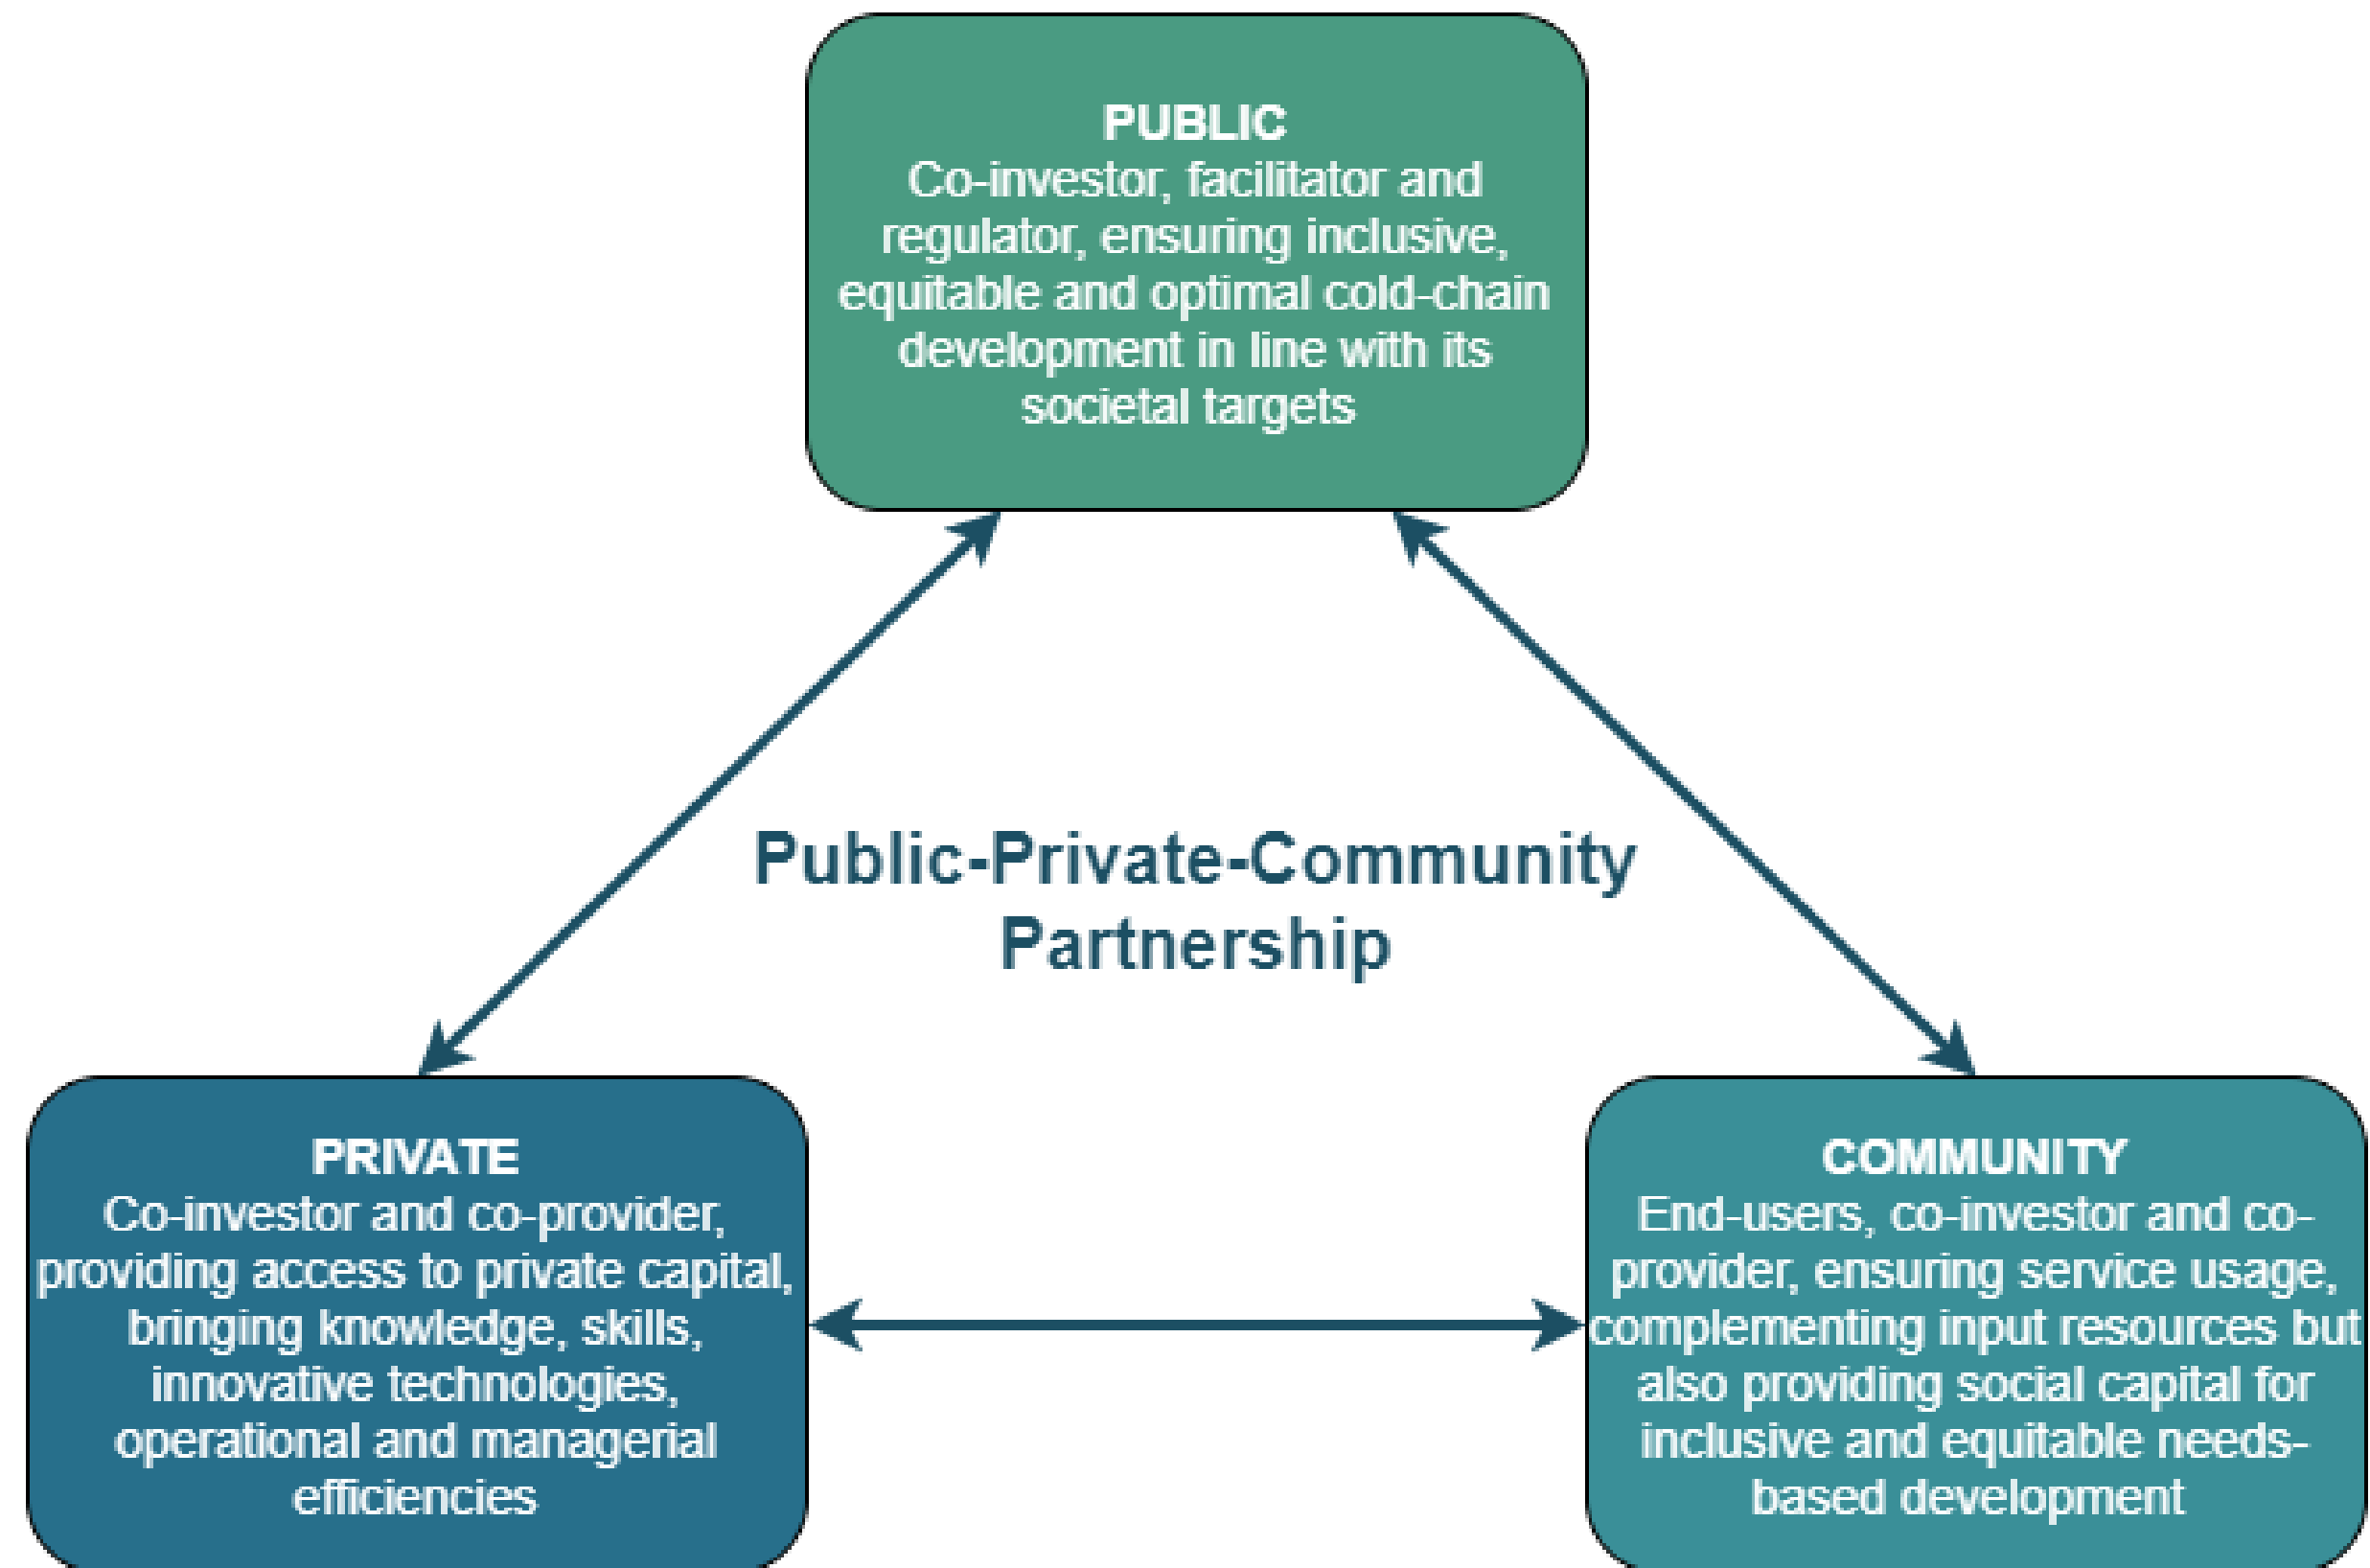 PUBLIC
Co-investor, facilitator and
regulator, ensuring inclusive,
equitable and optimal cold-chain
development in line with its
societal targets
Public-Private-Community
Partnership
PRIVATE
Co-investor and co-provider,
providing access to private capital,
bringing knowledge, skills,
innovative technologies,
operational and managerial
efficiencies
COMMUNITY
End-users, co-investor and co-
provider, ensuring service usage,
complementing input resources but
also providing social capital for
inclusive and equitable needs-
based development